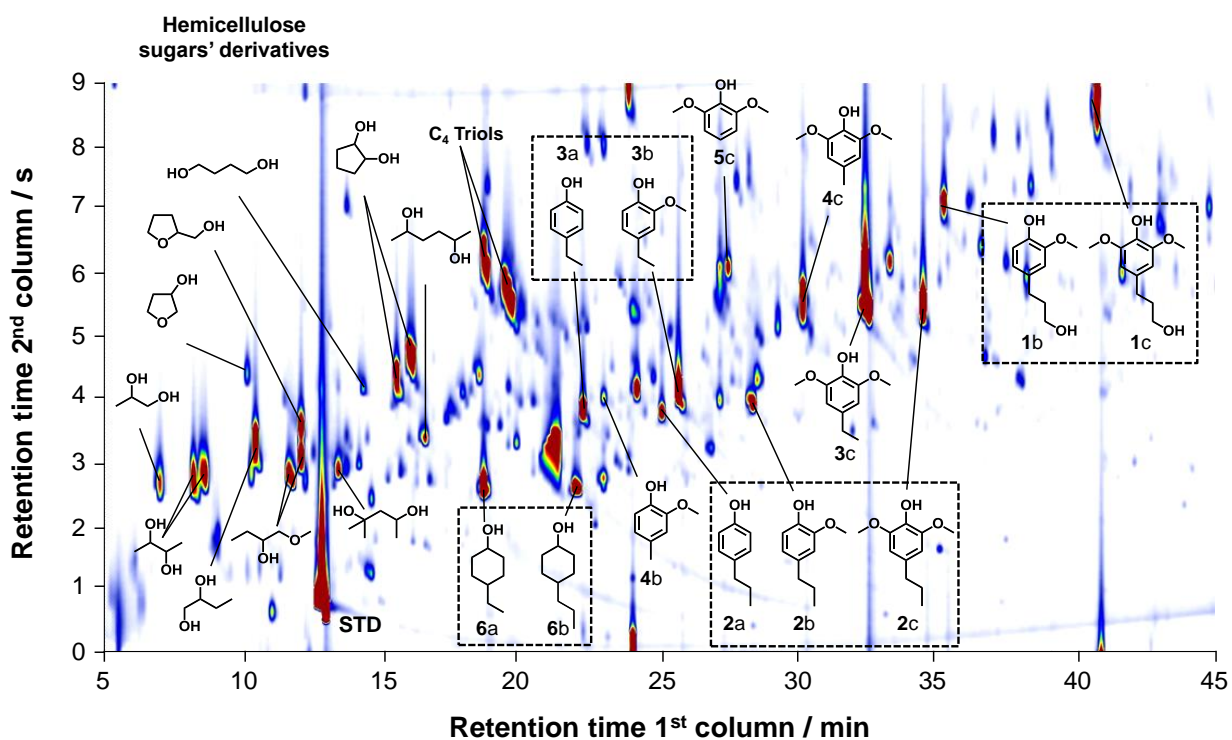 Hemicellulose
sugars' derivatives
Retention time 2nd column / s
9
8
7
6
5
4
3
2
1
0
OH
HO
OH
OH
C4 Triols
3a
3b
OH
OH
O
OH
O
O
5c
OH
O
O
4c
O
OH
OH
OH
OH
O
OH
OH
OH
O
1b
OH
O
O
OH
1c
OH
O
O
3c
OH
OH
OH
OH
OH
O
OH
HO
OH
STD
OH
6a
OH
6b
OH
O
4b
OH
2a
OH
O
2b
OH
O
O
2c
5
10
15
20
25
30
35
40
45
Retention time 1st column / min